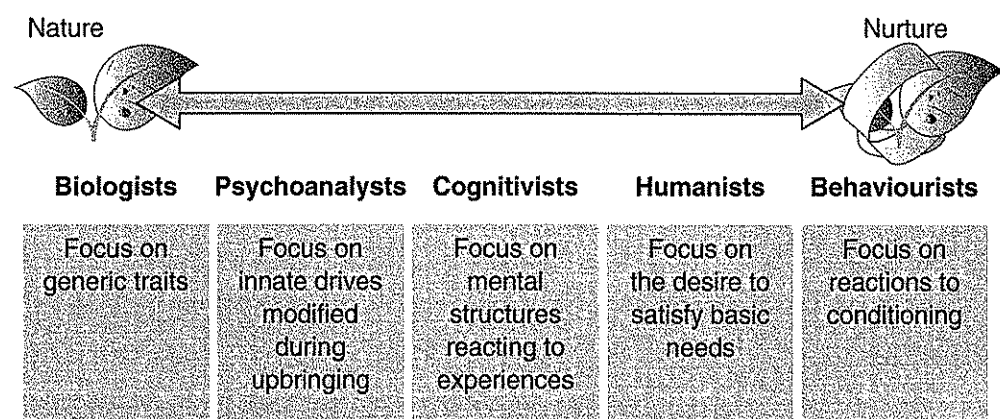 Nature
Nurture
Biologists
Psychoanalysts
Cognitivists
Humanists
Behaviourists
Focus on
generic traits
Focus on
innate drives
modified
during
upbringing
Focus on
mental
structures
reacting to
experiences
Focus on
the desire to
satisfy basic
needs
Focus on
reactions to
conditioning